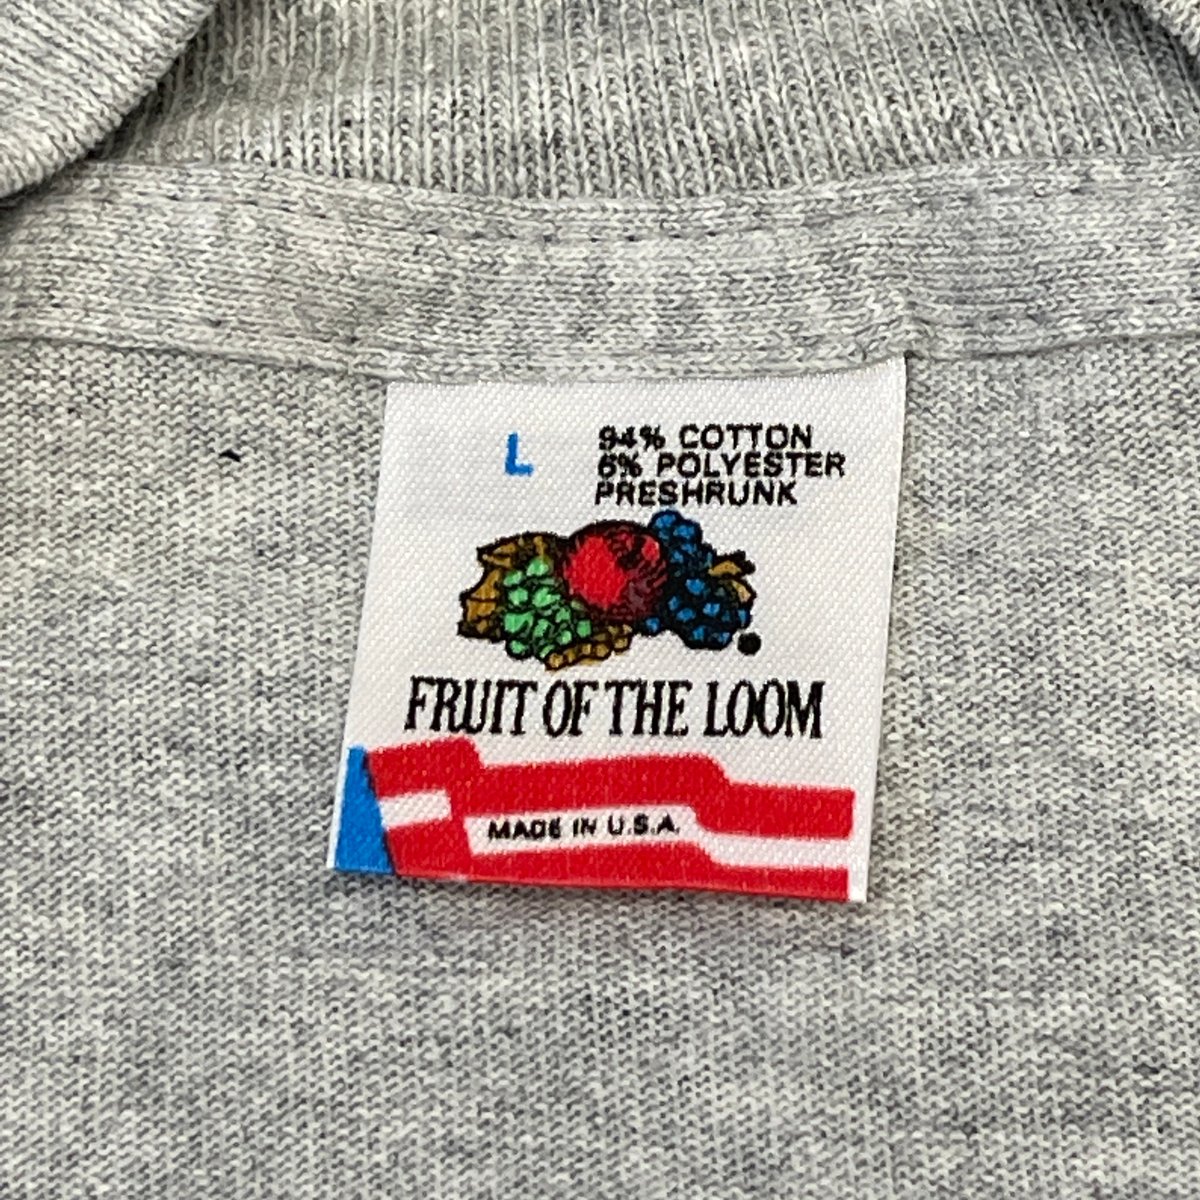 L
94% COTTON
6% POLYESTER
PRESHRUNK
FRUIT OF THE LOOM
MADE IN U.S.A.